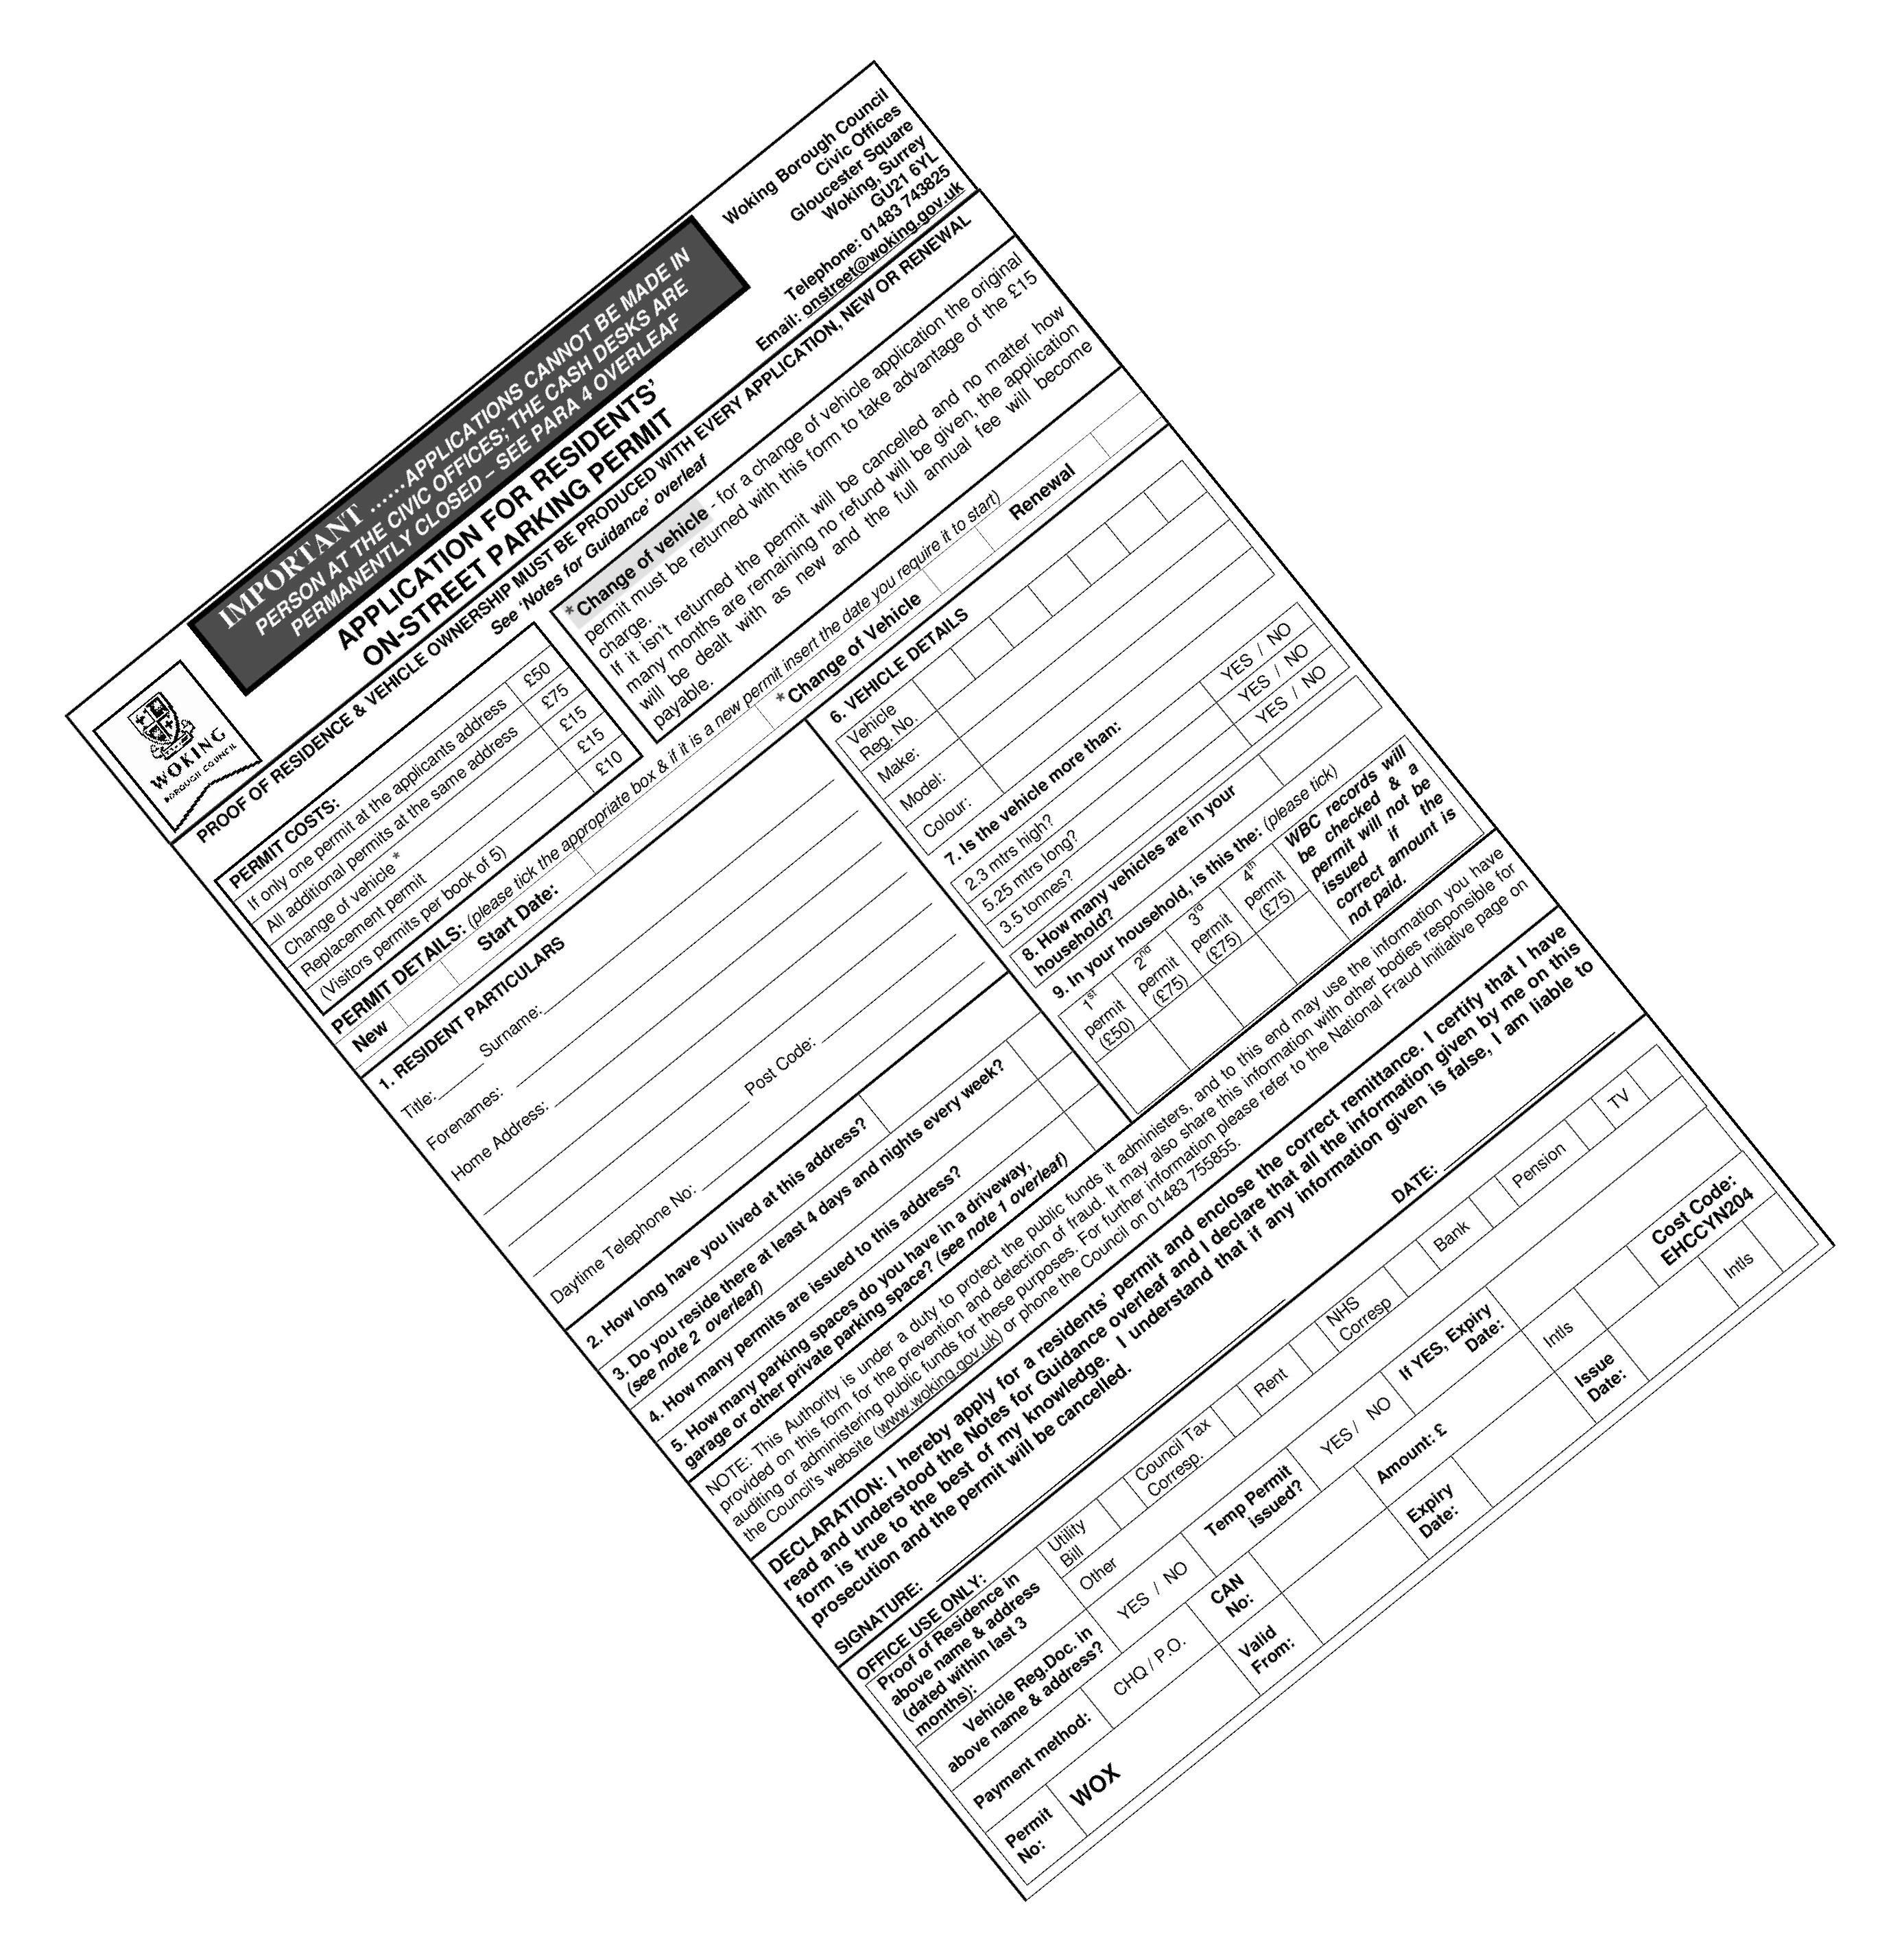 WOKING
BOROUGH COUNCIL
IMPORTANT ......APPLICATIONS CANNOT BE MADE IN
PERSON AT THE CIVIC OFFICES; THE CASH DESKS ARE
PERMANENTLY CLOSED – SEE PARA 4 OVERLEAF
APPLICATION FOR RESIDENTS’
ON-STREET PARKING PERMIT
Woking Borough Council
Civic Offices
Gloucester Square
Woking, Surrey
GU21 6YL
Telephone: 01483 743825
Email: onstreet@woking.gov.uk
PROOF OF RESIDENCE & VEHICLE OWNERSHIP MUST BE PRODUCED WITH EVERY APPLICATION, NEW OR RENEWAL
See ‘Notes for Guidance’ overleaf
PERMIT COSTS:
If only one permit at the applicants address £50
All additional permits at the same address £75
Change of vehicle * £15
Replacement permit £15
(Visitors permits per book of 5) £10
*Change of vehicle - for a change of vehicle application the original
permit must be returned with this form to take advantage of the £15
charge.
If it isn't returned the permit will be cancelled and no matter how
many months are remaining no refund will be given, the application
will be dealt with as new and the full annual fee will become
payable.
PERMIT DETAILS: (please tick the appropriate box & if it is a new permit insert the date you require it to start)
New Start Date: *Change of Vehicle Renewal
1. RESIDENT PARTICULARS
Title: Surname:
Forenames:
Home Address:
Post Code:
Daytime Telephone No:
2. How long have you lived at this address?
3. Do you reside there at least 4 days and nights every week?
(see note 2 overleaf)
4. How many permits are issued to this address?
5. How many parking spaces do you have in a driveway,
garage or other private parking space? (see note 1 overleaf)
6. VEHICLE DETAILS
Vehicle
Reg. No.
Make:
Model:
Colour:
7. Is the vehicle more than:
2.3 mtrs high? YES / NO
5.25 mtrs long? YES / NO
3.5 tonnes? YES / NO
8. How many vehicles are in your
household?
9. In your household, is this the: (please tick)
1st
permit
(£50)
2nd
permit
(£75)
3rd
permit
(£75)
4th
permit
(£75)
WBC records will
be checked & a
permit will not be
issued if the
correct amount is
not paid.
NOTE: This Authority is under a duty to protect the public funds it administers, and to this end may use the information you have
provided on this form for the prevention and detection of fraud. It may also share this information with other bodies responsible for
auditing or administering public funds for these purposes. For further information please refer to the National Fraud Initiative page on
the Council's website (www.woking.gov.uk) or phone the Council on 01483 755855.
DECLARATION: I hereby apply for a residents’ permit and enclose the correct remittance. I certify that I have
read and understood the Notes for Guidance overleaf and I declare that all the information given by me on this
form is true to the best of my knowledge. I understand that if any information given is false, I am liable to
prosecution and the permit will be cancelled.
SIGNATURE: DATE:
OFFICE USE ONLY:
Proof of Residence in
above name & address
(dated within last 3
months):
Utility
Bill
Council Tax
Corresp.
Rent
NHS
Corresp
Bank
Pension
TV
Other
Vehicle Reg.Doc. in
above name & address?
YES / NO
Temp Permit
issued?
YES / NO
If YES, Expiry
Date:
Intls
Cost Code:
EHCCYN204
Payment method:
CHQ / P.O.
CAN
No:
Amount: £
Permit
No:
WOX
Valid
From:
Expiry
Date:
Issue
Date:
Intls